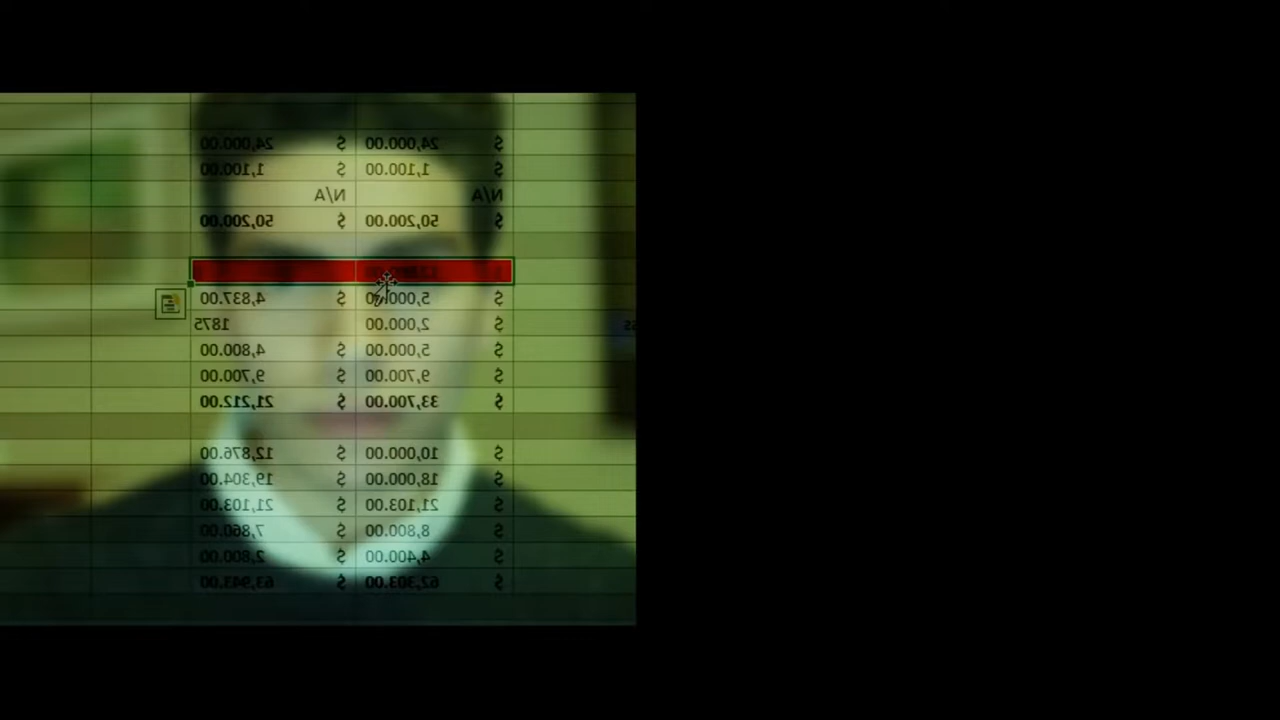 $ 24,000.00 $ 24,000.00
$ 1,100.00 $ 1,100.00
N/A N/A
$ 50,200.00 $ 50,200.00
$ 5,000.00 $ 4,837.00
$ 2,000.00 1875
$ 5,000.00 $ 4,800.00
$ 9,700.00 $ 9,700.00
$ 33,700.00 $ 21,212.00
$ 10,000.00 $ 12,876.00
$ 18,000.00 $ 19,304.00
$ 21,103.00 $ 21,103.00
$ 8,800.00 $ 7,860.00
$ 4,400.00 $ 2,800.00
$ 62,303.00 $ 63,943.00